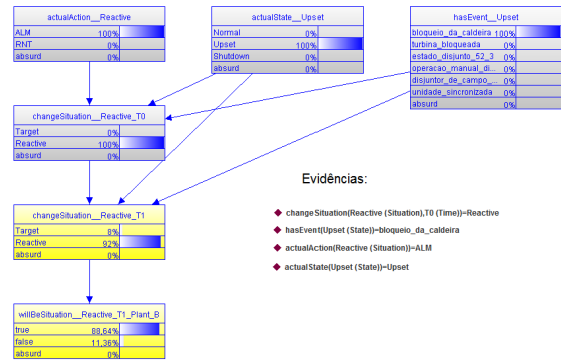 actualAction__Reactive
ALM 100%
RNT 0%
absurd 0%
actualState__Upset
Normal 0%
Upset 100%
Shutdown 0%
absurd 0%
hasEvent__Upset
bloqueio_da_caldeira 100%
turbina_bloqueada 0%
estado_disjunto_52_3 0%
operacao_manual_di... 0%
disjuntor_de_campo_... 0%
unidade_sincronizada 0%
absurd 0%
changeSituation__Reactive_T0
Target 0%
Reactive 100%
absurd 0%
Evidências:
changeSituation(Reactive (Situation),T0 (Time))=Reactive
hasEvent(Upset (State))=bloqueio_da_caldeira
actualAction(Reactive (Situation))=ALM
actualState(Upset (State))=Upset
changeSituation__Reactive_T1
Target 8%
Reactive 92%
absurd 0%
willBeSituation__Reactive_T1_Plant_B
true 88,64%
false 11,36%
absurd 0%